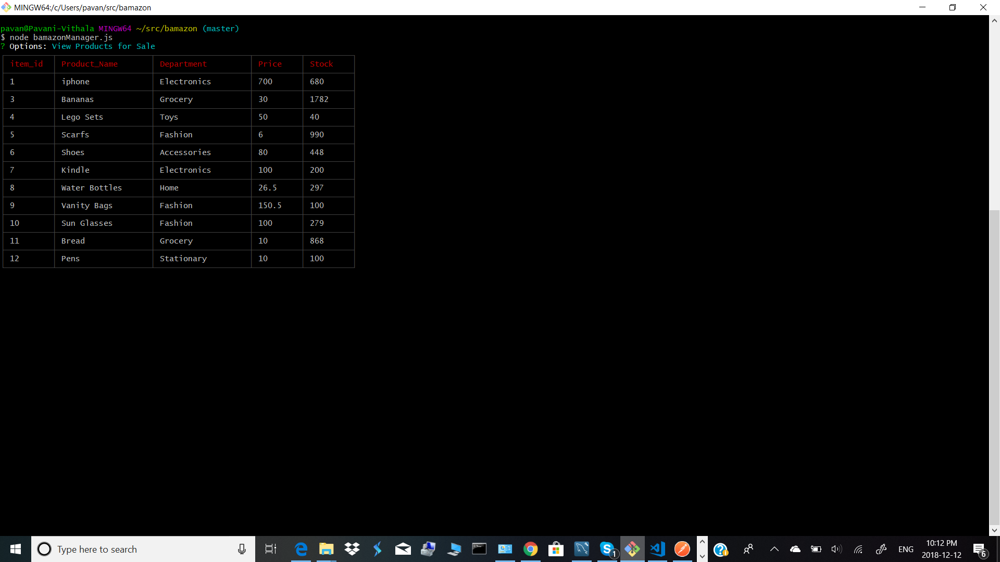 MINGW64:/c/Users/pavan/src/bamazon
pavan@Pavani-Vithala MINGW64 ~/src/bamazon (master)
$ node bamazonManager.js
? Options: View Products for Sale
item_id Product_Name Department Price Stock
1 iphone Electronics 700 680
3 Bananas Grocery 30 1782
4 Lego Sets Toys 50 40
5 Scarfs Fashion 6 990
6 Shoes Accessories 80 448
7 Kindle Electronics 100 200
8 Water Bottles Home 26.5 297
9 Vanity Bags Fashion 150.5 100
10 Sun Glasses Fashion 100 279
11 Bread Grocery 10 868
12 Pens Stationary 10 100
Type here to search
1
ENG
10:12 PM
2018-12-12
6